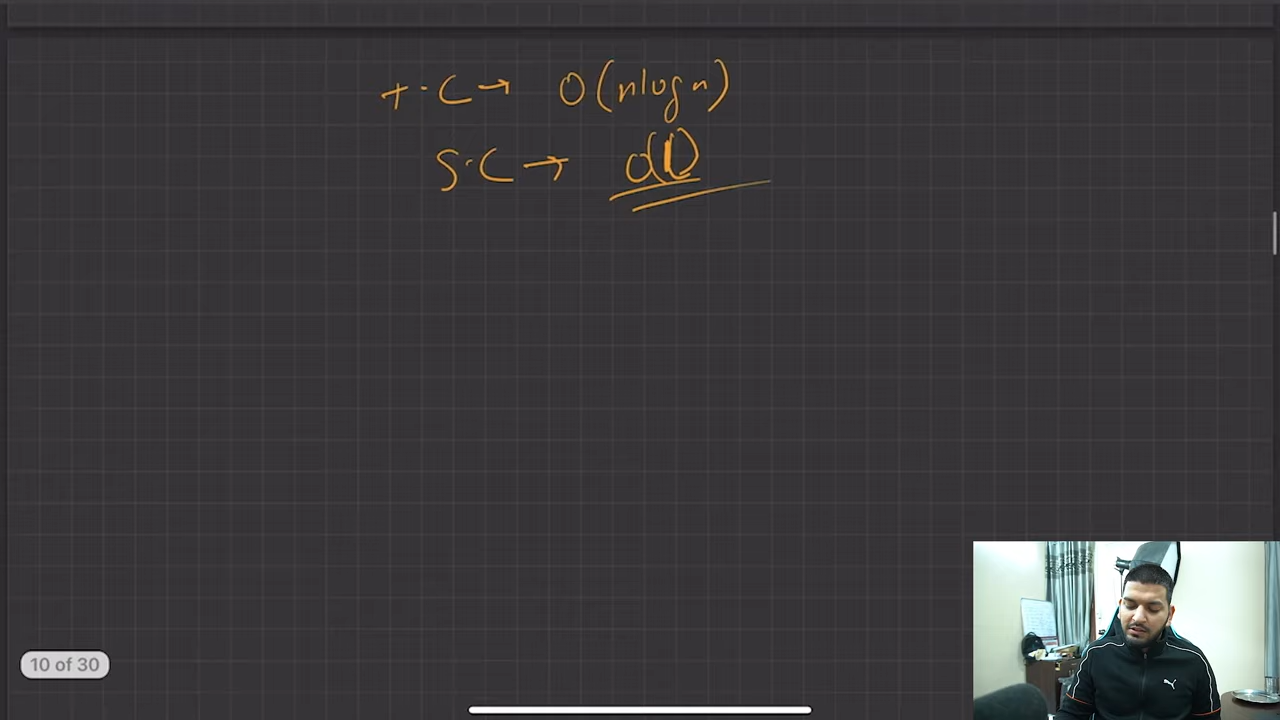 T.C → O(nlogn)
S.C → O(1)
10 of 30